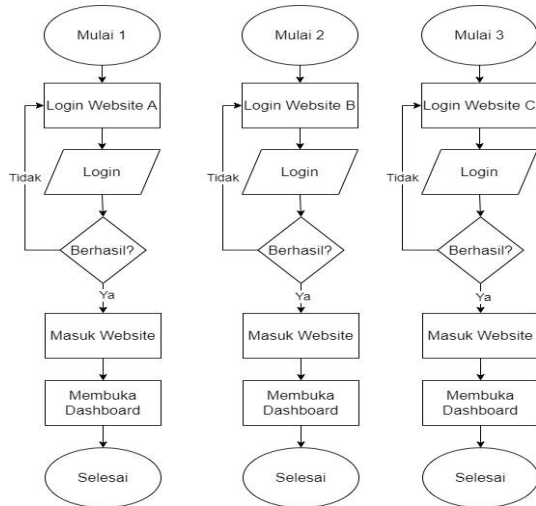 Mulai 1
Login Website A
Login
Tidak
Berhasil?
Ya
Masuk Website
Membuka
Dashboard
Selesai
Mulai 2
Login Website B
Login
Tidak
Berhasil?
Ya
Masuk Website
Membuka
Dashboard
Selesai
Mulai 3
Login Website C
Login
Tidak
Berhasil?
Ya
Masuk Website
Membuka
Dashboard
Selesai